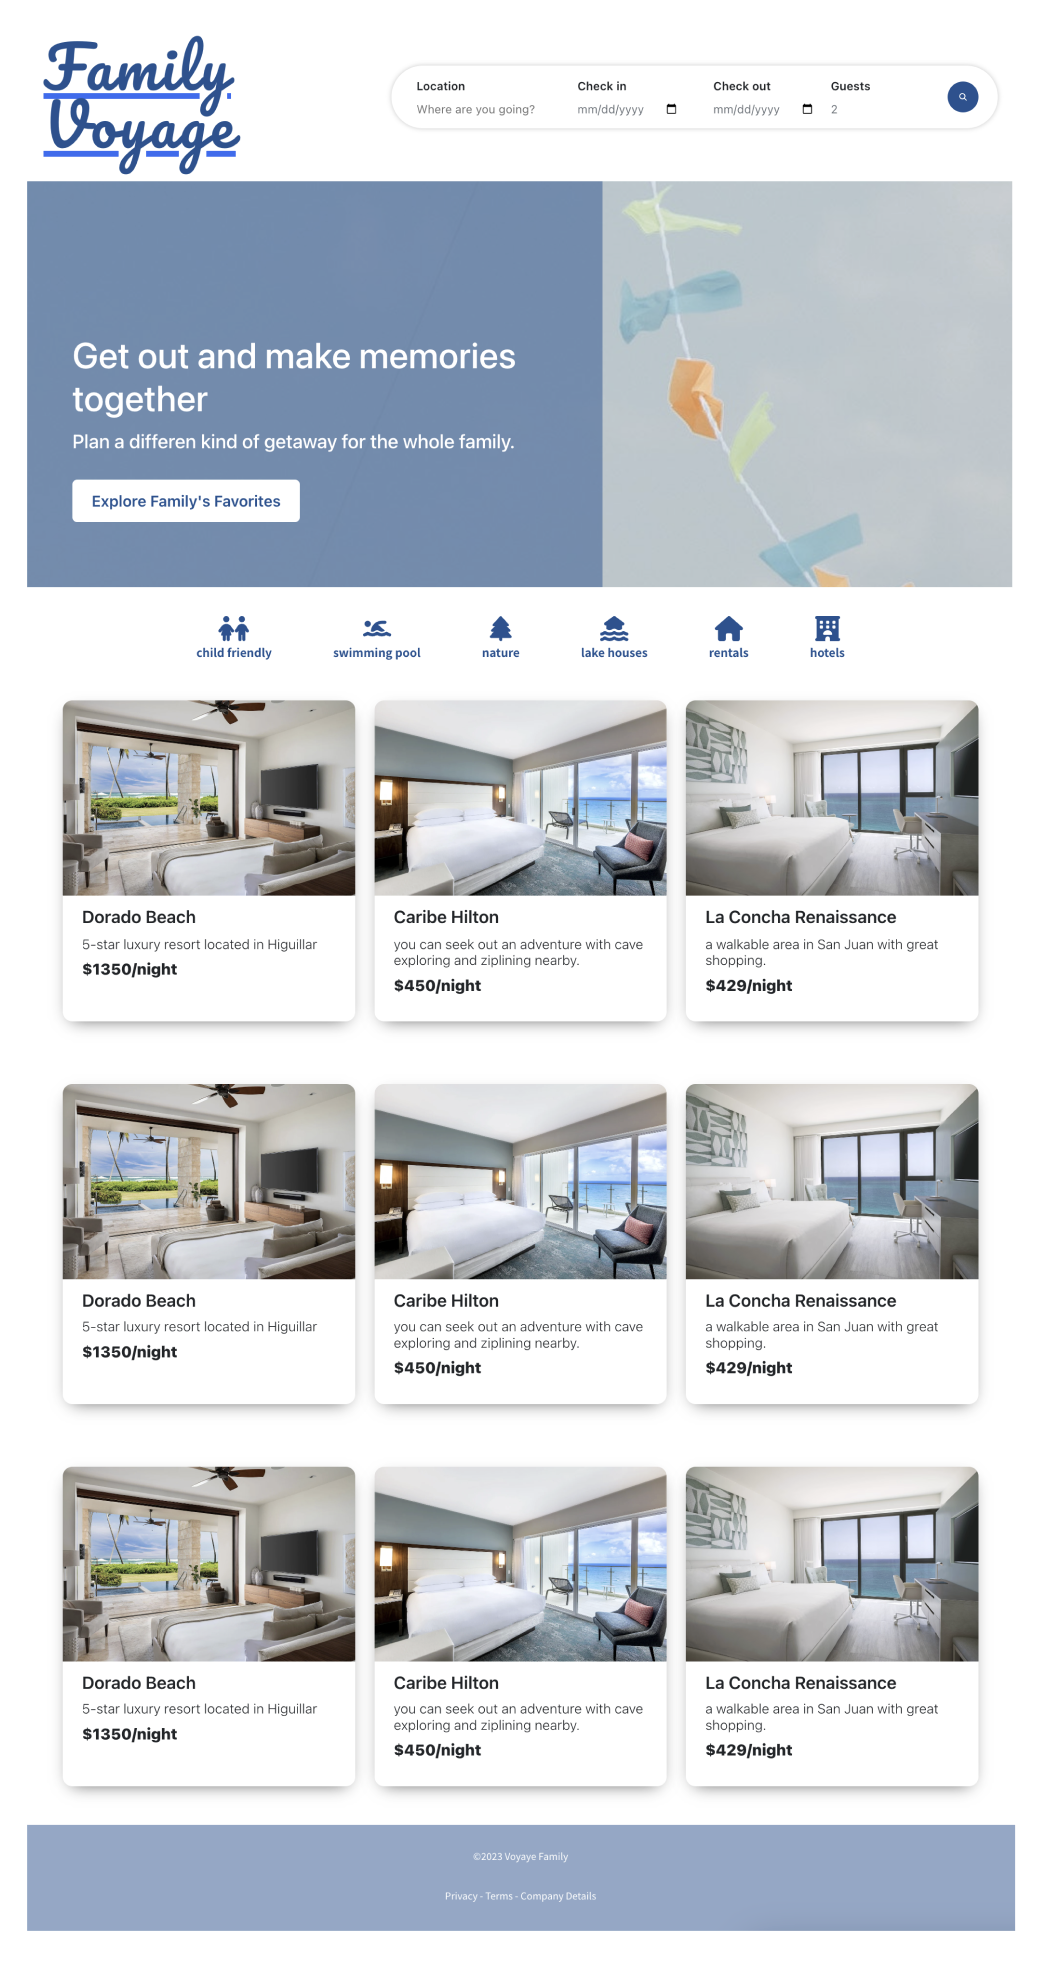 Family
Voyage
Location Check in Check out Guests
Where are you going? mm/dd/yyyy mm/dd/yyyy 2
Get out and make memories
together
Plan a differen kind of getaway for the whole family.
Explore Family's Favorites
child friendly swimming pool nature lake houses rentals hotels
Dorado Beach
5-star luxury resort located in Higuillar
$1350/night
Caribe Hilton
you can seek out an adventure with cave
exploring and ziplining nearby.
$450/night
La Concha Renaissance
a walkable area in San Juan with great
shopping.
$429/night
Dorado Beach
5-star luxury resort located in Higuillar
$1350/night
Caribe Hilton
you can seek out an adventure with cave
exploring and ziplining nearby.
$450/night
La Concha Renaissance
a walkable area in San Juan with great
shopping.
$429/night
Dorado Beach
5-star luxury resort located in Higuillar
$1350/night
Caribe Hilton
you can seek out an adventure with cave
exploring and ziplining nearby.
$450/night
La Concha Renaissance
a walkable area in San Juan with great
shopping.
$429/night
©2023 Voyaye Family
Privacy - Terms - Company Details